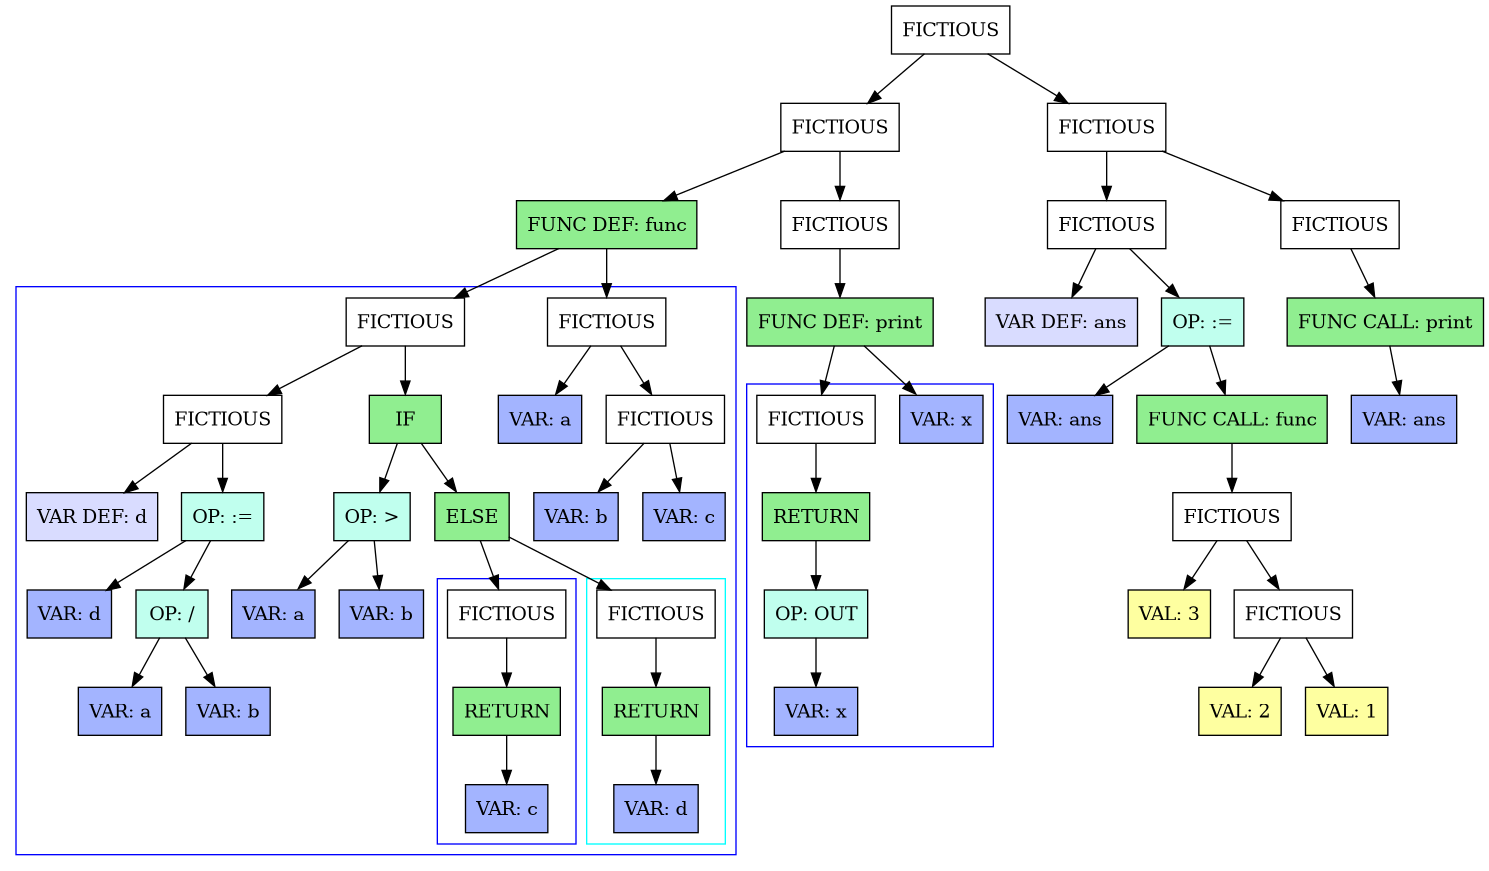 FICTIOUS
FICTIOUS
FICTIOUS
FUNC DEF: func
FICTIOUS
FICTIOUS
FICTIOUS
FICTIOUS
FICTIOUS
FUNC DEF: print
VAR DEF: ans
OP: :=
FUNC CALL: print
FICTIOUS
IF
VAR: a
FICTIOUS
FICTIOUS
VAR: x
VAR: ans
FUNC CALL: func
VAR: ans
VAR DEF: d
OP: :=
OP: >
ELSE
VAR: b
VAR: c
RETURN
FICTIOUS
VAR: d
OP: /
VAR: a
VAR: b
FICTIOUS
FICTIOUS
OP: OUT
VAL: 3
FICTIOUS
VAR: a
VAR: b
RETURN
RETURN
VAR: x
VAL: 2
VAL: 1
VAR: c
VAR: d